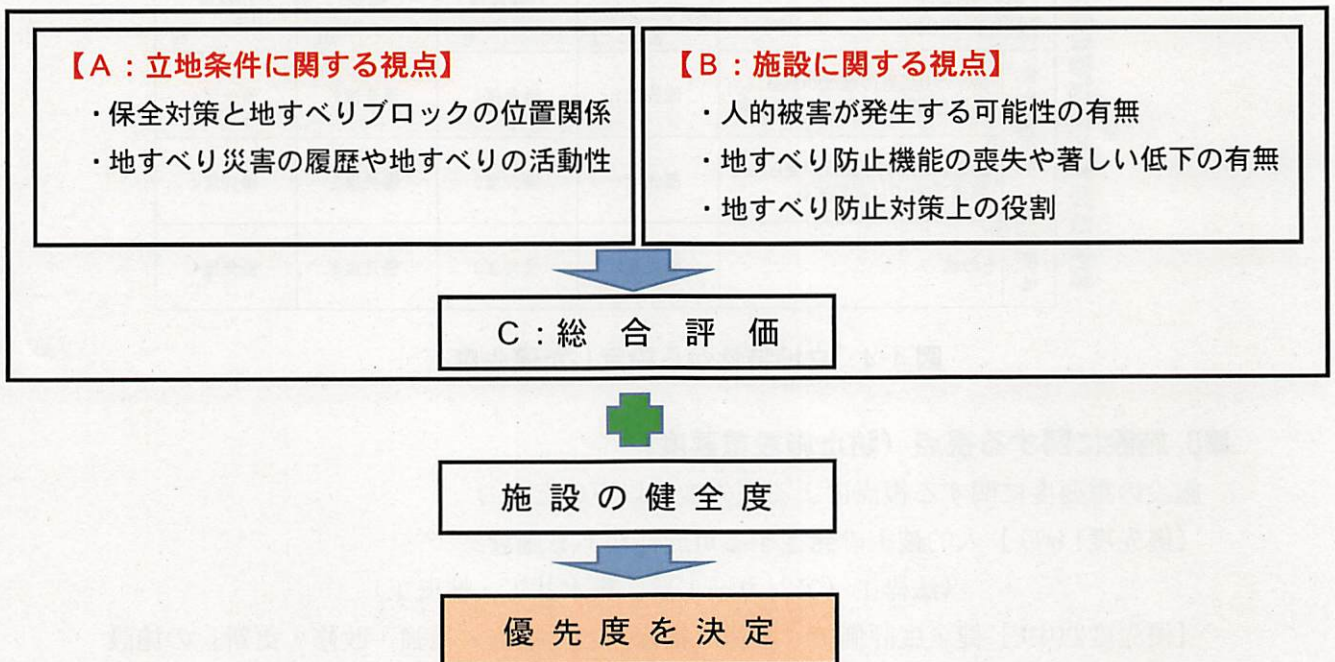 【A：立地条件に関する視点】
・保全対策と地すべりブロックの位置関係
・地すべり災害の履歴や地すべりの活動性
【B：施設に関する視点】
・人的被害が発生する可能性の有無
・地すべり防止機能の喪失や著しい低下の有無
・地すべり防止対策上の役割
C：総合評価
施設の健全度
優先度を決定